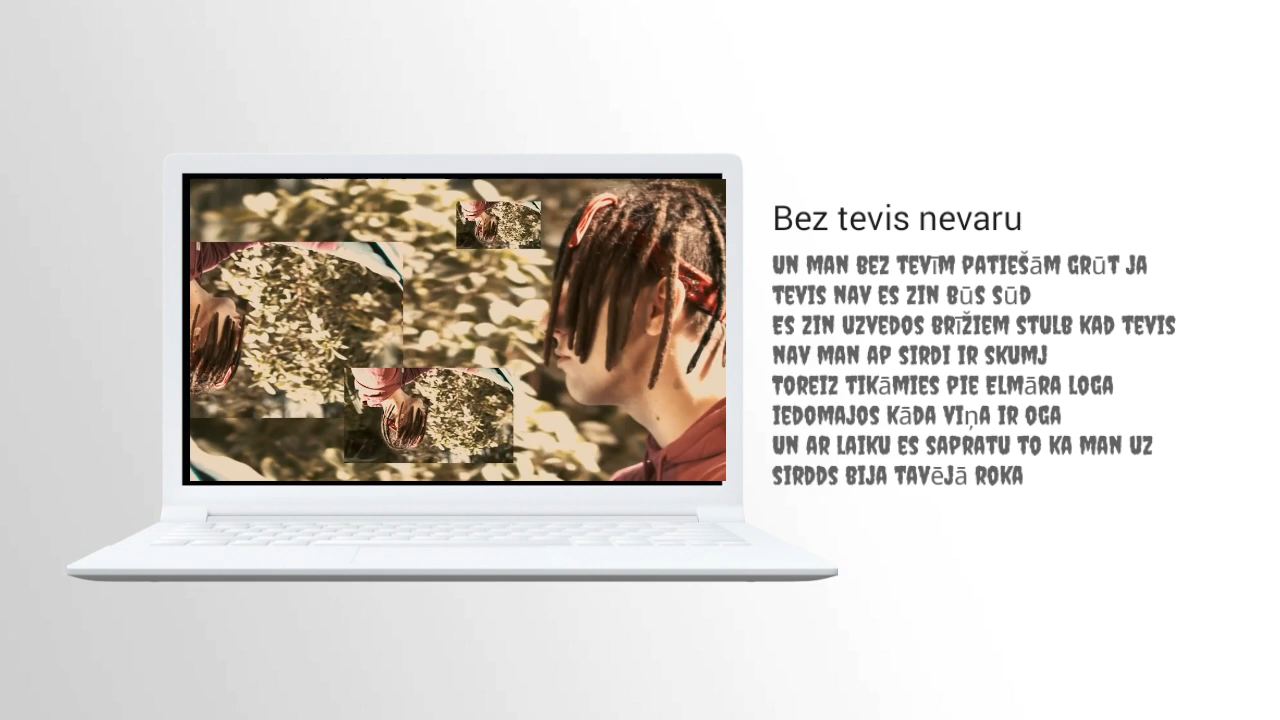 Bez tevis nevaru
UN MAN BEZ TEVĪM PATIEŠĀM GRŪT JA
TEVIS NAV ES ZIN BŪS SŪD
ES ZIN UZVEDOS BRĪŽIEM STULB KAD TEVIS
NAV MAN AP SIRDI IR SKUMJ
TOREIZ TIKĀMIES PIE ELMĀRA LOGA
IEDOMAJOS KĀDA VIŅA IR OGA
UN AR LAIKU ES SAPRATU TO KA MAN UZ
SIRDDS BIJA TAVĒJĀ ROKA